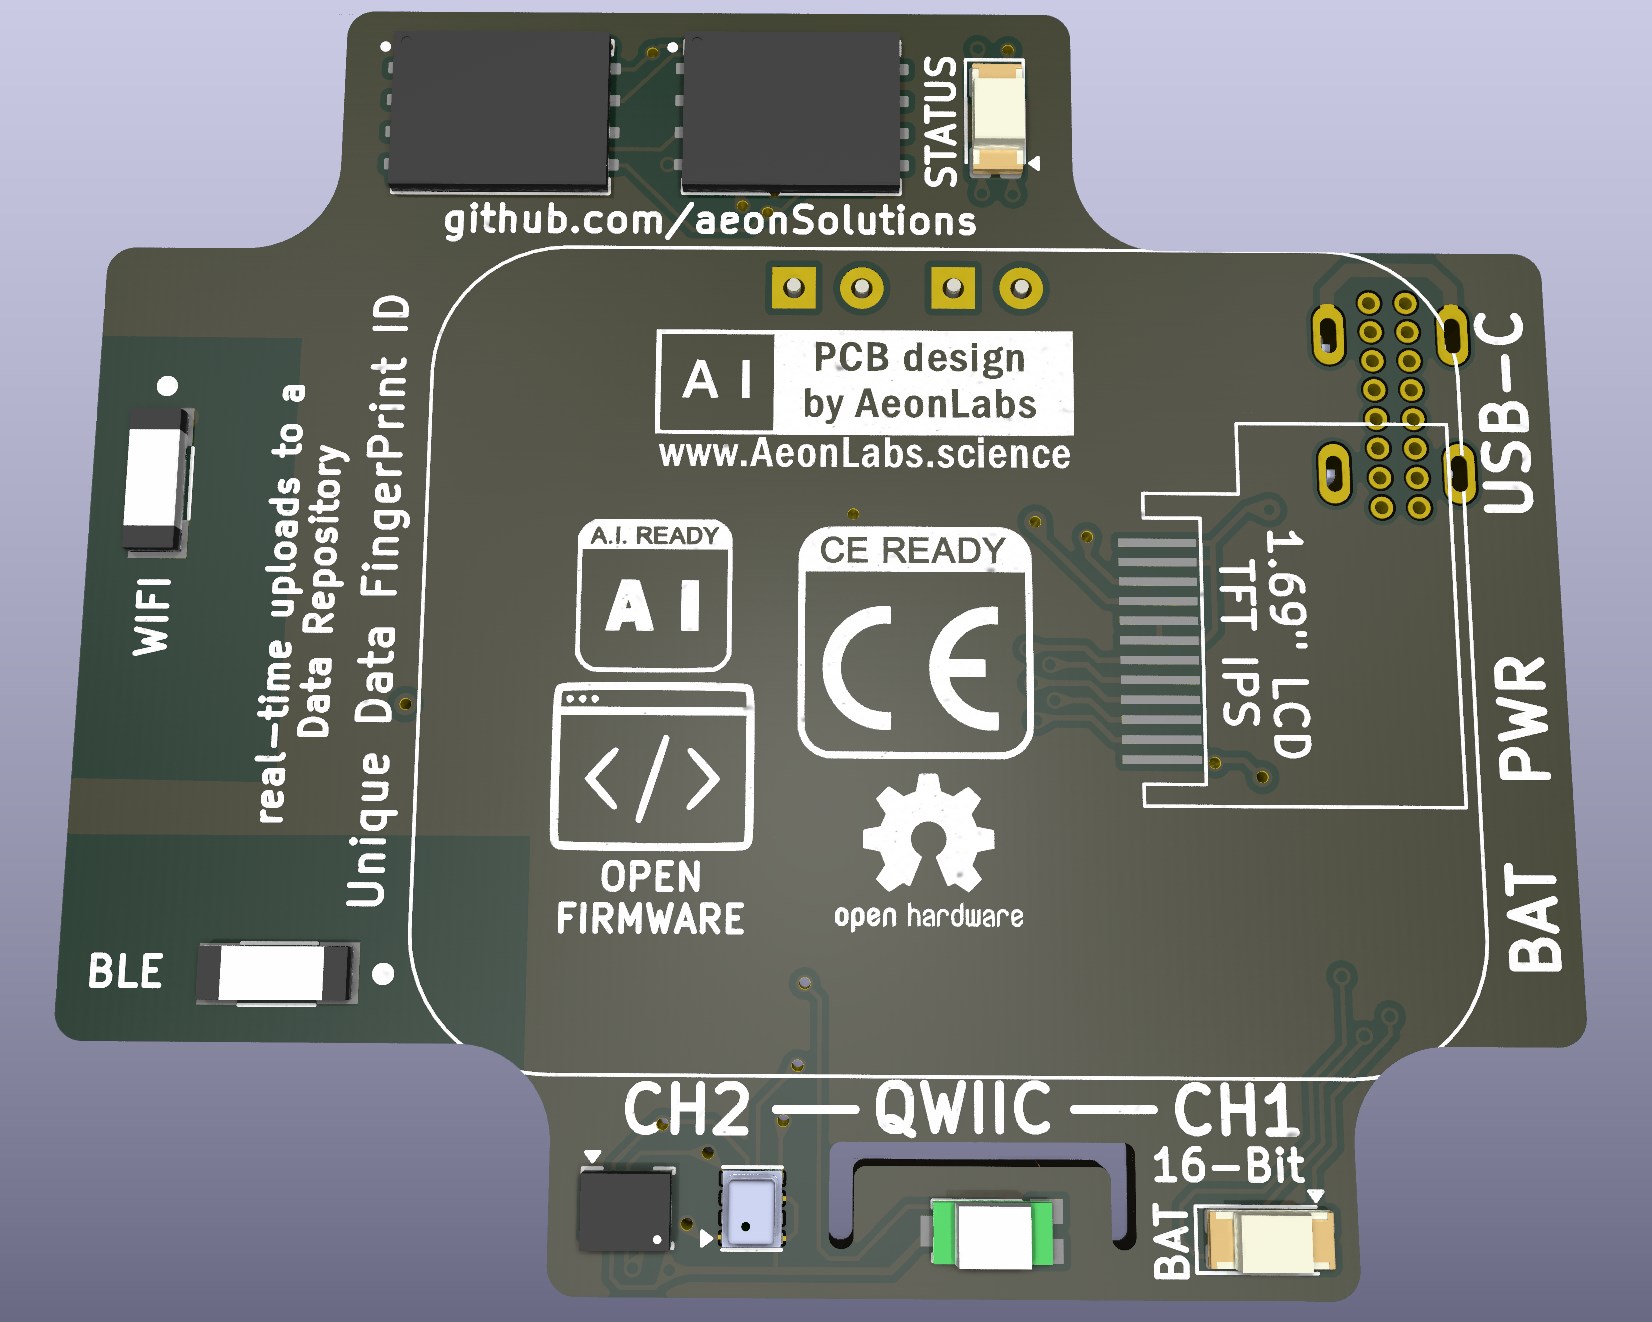 STATUS
github.com/aeonSolutions
AI
PCB design
by AeonLabs
www.AeonLabs.science
USB-C
WIFI
real-time uploads to a
Data Repository
Unique Data FingerPrint ID
A.I. READY
AI
CE READY
CE
1.69" LCD
TFT IPS
PWR
</>
OPEN
FIRMWARE
open hardware
BAT
BLE
CH2 — QWIIC — CH1
16-Bit
BAT